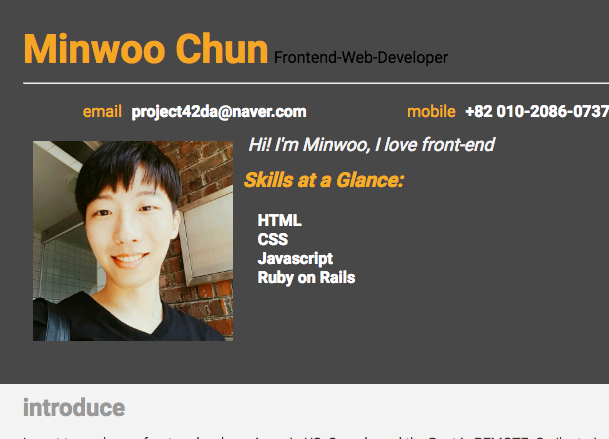 Minwoo Chun Frontend-Web-Developer
email project42da@naver.com mobile +82 010-2086-0737
Hi! I'm Minwoo, I love front-end
Skills at a Glance:
HTML
CSS
Javascript
Ruby on Rails
introduce